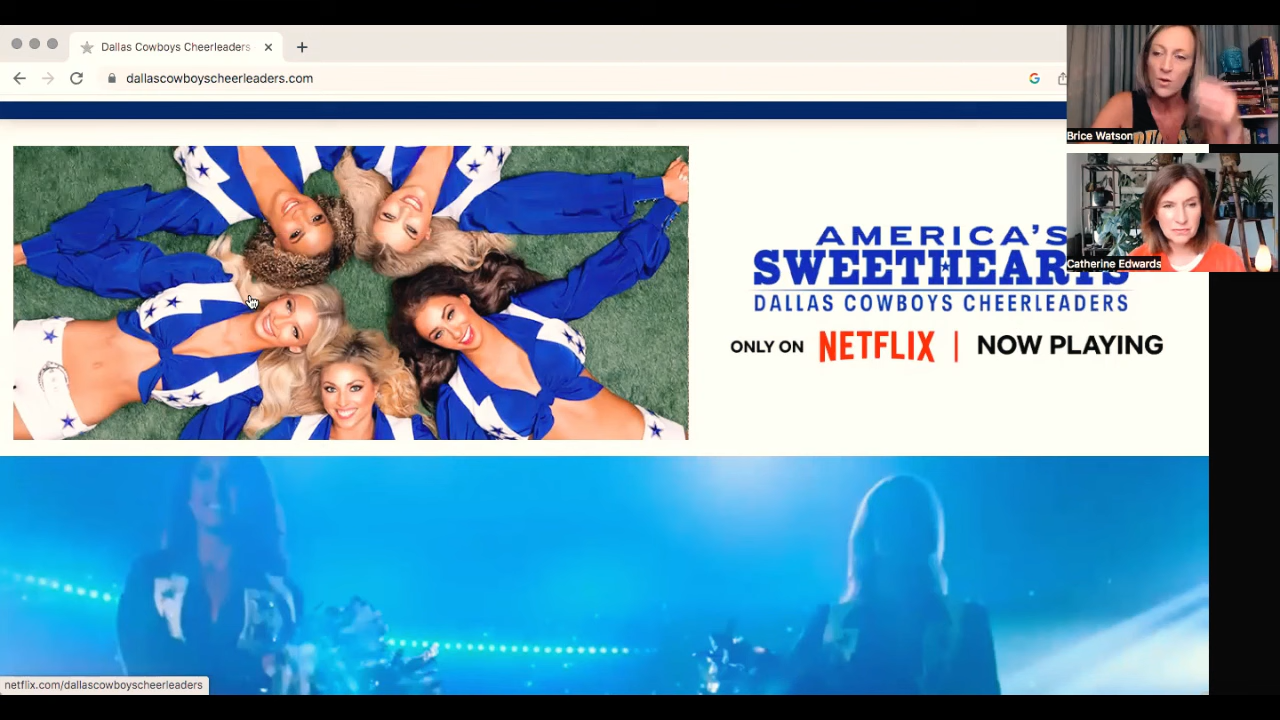 Dallas Cowboys Cheerleaders
dallascowboyscheerleaders.com
Brice Watson
Catherine Edwards
AMERICA'S
SWEETHEARTS
DALLAS COWBOYS CHEERLEADERS
ONLY ON NETFLIX | NOW PLAYING
netflix.com/dallascowboyscheerleaders